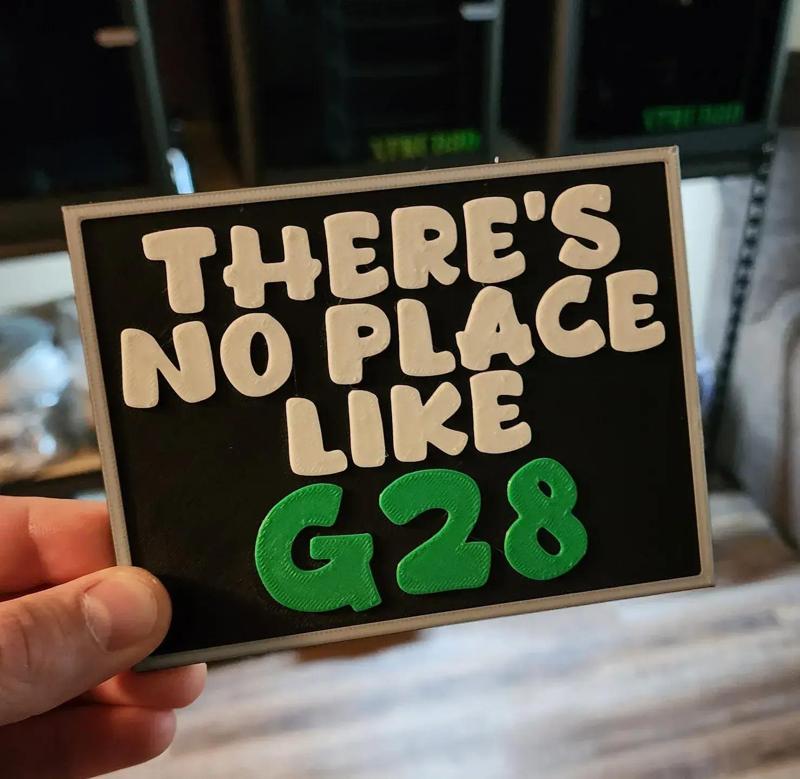 THERE'S
NO PLACE
LIKE
G28